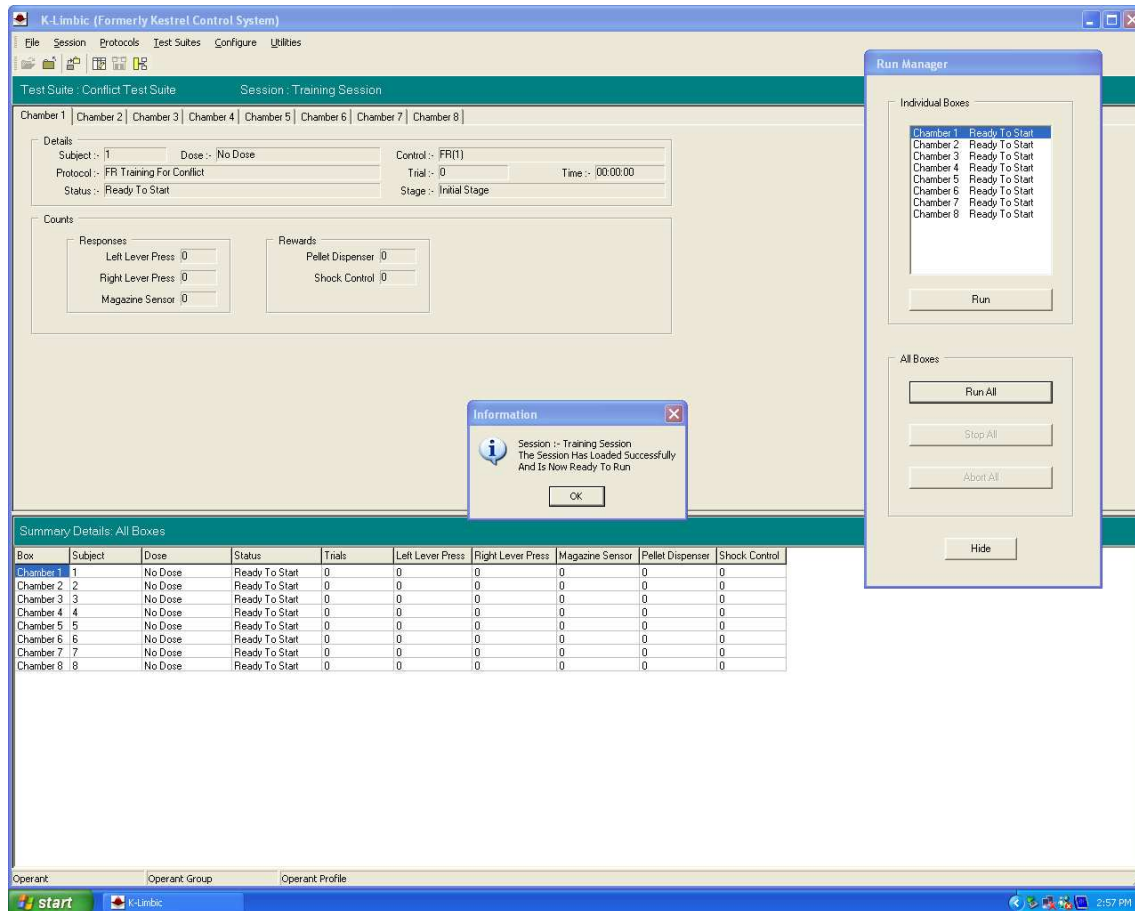 K-Limbic (Formerly Kestrel Control System)
File Session Protocols Test Suites Configure Utilities
Test Suite : Conflict Test Suite Session : Training Session
Chamber 1 Chamber 2 Chamber 3 Chamber 4 Chamber 5 Chamber 6 Chamber 7 Chamber 8
Details
Subject :- 1 Dose :- No Dose Control :- FR(1)
Protocol :- FR Training For Conflict Trial :- 0 Time :- 00:00:00
Status :- Ready To Start Stage :- Initial Stage
Counts
Responses
Left Lever Press 0
Right Lever Press 0
Magazine Sensor 0
Rewards
Pellet Dispenser 0
Shock Control 0
Run Manager
Individual Boxes
Chamber 1 Ready To Start
Chamber 2 Ready To Start
Chamber 3 Ready To Start
Chamber 4 Ready To Start
Chamber 5 Ready To Start
Chamber 6 Ready To Start
Chamber 7 Ready To Start
Chamber 8 Ready To Start
Run
All Boxes
Run All
Stop All
Abort All
Hide
Information
Session :- Training Session
The Session Has Loaded Successfully
And Is Now Ready To Run
OK
Summary Details: All Boxes
Box Subject Dose Status Trials Left Lever Press Right Lever Press Magazine Sensor Pellet Dispenser Shock Control
Chamber 1 1 No Dose Ready To Start 0 0 0 0 0 0
Chamber 2 2 No Dose Ready To Start 0 0 0 0 0 0
Chamber 3 3 No Dose Ready To Start 0 0 0 0 0 0
Chamber 4 4 No Dose Ready To Start 0 0 0 0 0 0
Chamber 5 5 No Dose Ready To Start 0 0 0 0 0 0
Chamber 6 6 No Dose Ready To Start 0 0 0 0 0 0
Chamber 7 7 No Dose Ready To Start 0 0 0 0 0 0
Chamber 8 8 No Dose Ready To Start 0 0 0 0 0 0
Operant Operant Group Operant Profile
start K-Limbic 2:57 PM